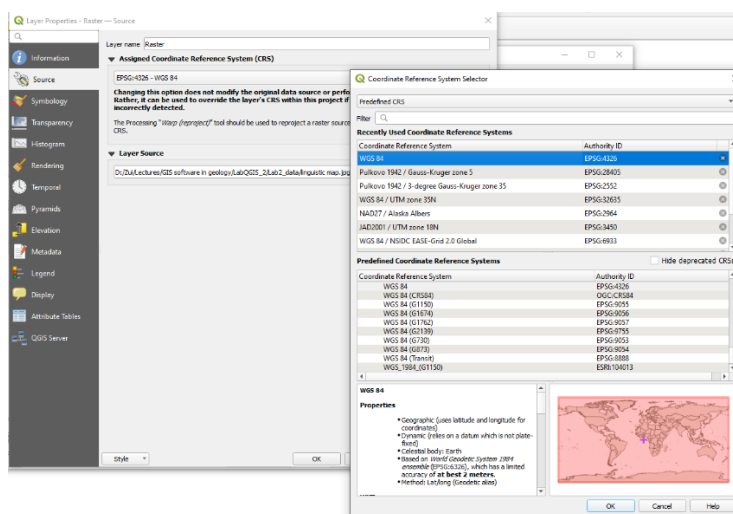 Layer Properties - Raster — Source
Information
Source
Symbology
Transparency
Histogram
Rendering
Temporal
Pyramids
Elevation
Metadata
Legend
Display
Attribute Tables
QGIS Server
Layer name Raster
Assigned Coordinate Reference System (CRS)
EPSG:4326 - WGS 84
Changing this option does not modify the original data source or perfo
Rather, it can be used to override the layer's CRS within this project if
incorrectly detected.
The Processing "Warp (reproject)" tool should be used to reproject a raster source
CRS.
Layer Source
D:/Zui/Lectures/GIS software in geology/LabQGIS_2/Lab2_data/linguistic map.jpg
Style
OK
Coordinate Reference System Selector
Predefined CRS
Filter
Recently Used Coordinate Reference Systems
Coordinate Reference System Authority ID
WGS 84 EPSG:4326
Pulkovo 1942 / Gauss-Kruger zone 5 EPSG:28405
Pulkovo 1942 / 3-degree Gauss-Kruger zone 35 EPSG:2552
WGS 84 / UTM zone 35N EPSG:32635
NAD27 / Alaska Albers EPSG:2964
JAD2001 / UTM zone 18N EPSG:3450
WGS 84 / NSIDC EASE-Grid 2.0 Global EPSG:6933
Predefined Coordinate Reference Systems Hide deprecated CRSs
Coordinate Reference System Authority ID
WGS 84 EPSG:4326
WGS 84 (CRS84) OGC:CRS84
WGS 84 (G1150) EPSG:9055
WGS 84 (G1674) EPSG:9056
WGS 84 (G1762) EPSG:9057
WGS 84 (G2139) EPSG:9755
WGS 84 (G730) EPSG:9053
WGS 84 (G873) EPSG:9054
WGS 84 (Transit) EPSG:8888
WGS_1984_(G1150) ESRI:104013
WGS 84
Properties
Geographic (uses latitude and longitude for
coordinates)
Dynamic (relies on a datum which is not plate-
fixed)
Celestial body: Earth
Based on World Geodetic System 1984
ensemble (EPSG:6326), which has a limited
accuracy of at best 2 meters.
Method: Lat/long (Geodetic alias)
OK Cancel Help